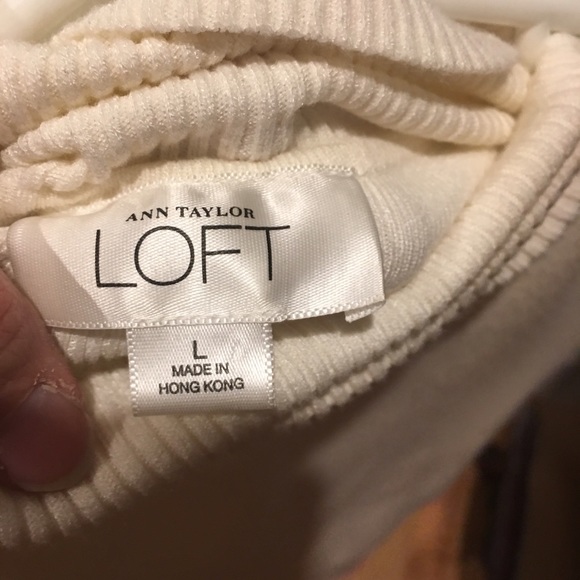 ANN TAYLOR
LOFT
L
MADE IN
HONG KONG